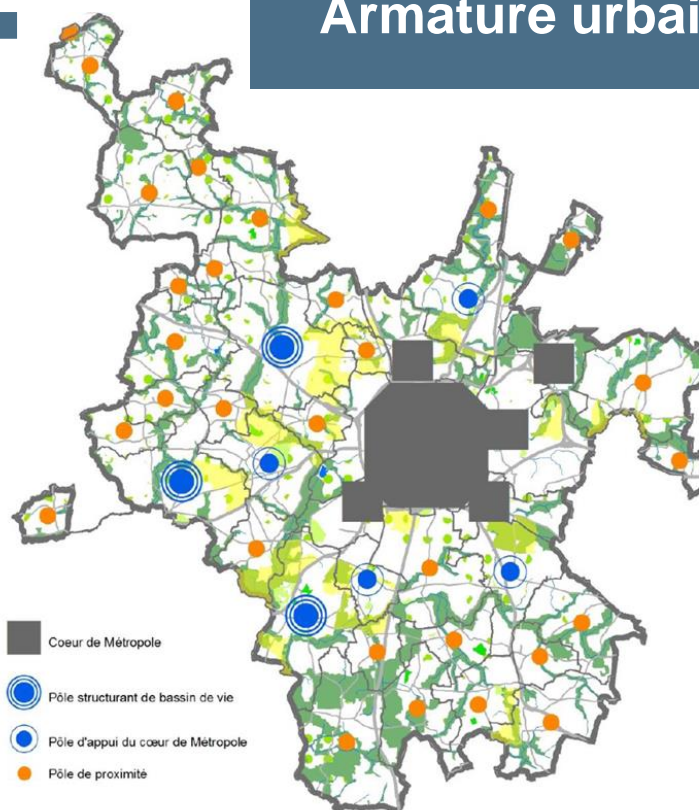 Armature urbai
Coeur de Métropole
Pôle structurant de bassin de vie
Pôle d'appui du cœur de Métropole
Pôle de proximité